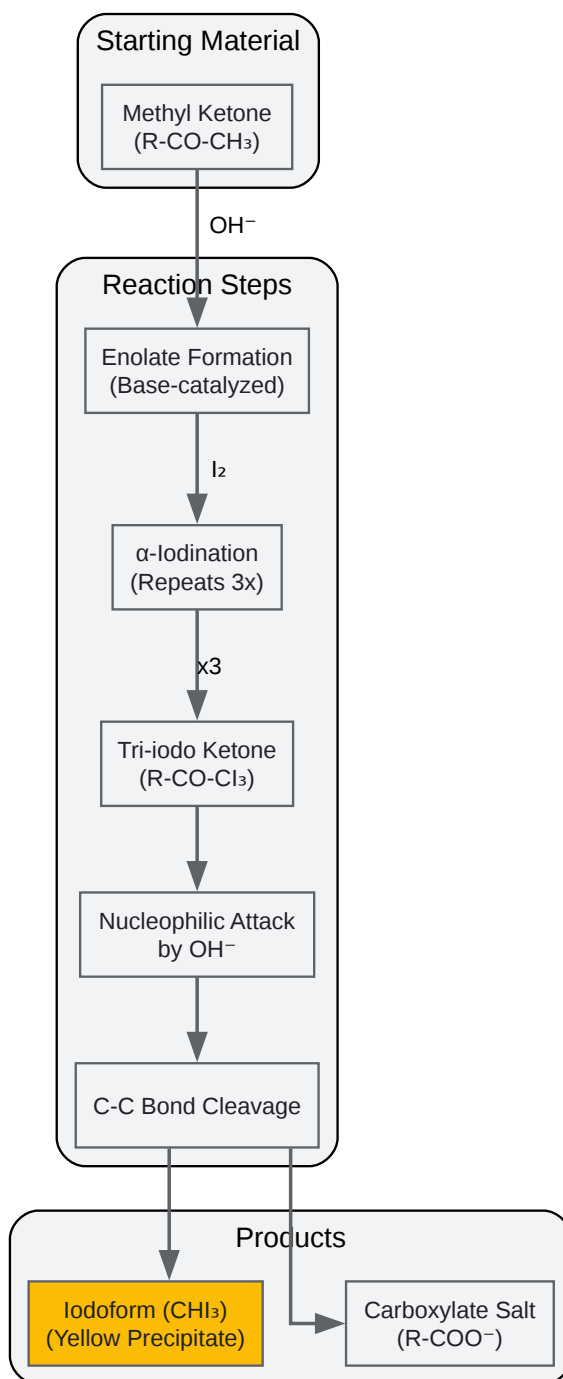 Starting Material
Methyl Ketone
(R-CO-CH₃)
OH⁻
Reaction Steps
Enolate Formation
(Base-catalyzed)
I₂
α-Iodination
(Repeats 3x)
x3
Tri-iodo Ketone
(R-CO-CI₃)
Nucleophilic Attack
by OH⁻
C-C Bond Cleavage
Products
Iodoform (CHI₃)
(Yellow Precipitate)
Carboxylate Salt
(R-COO⁻)